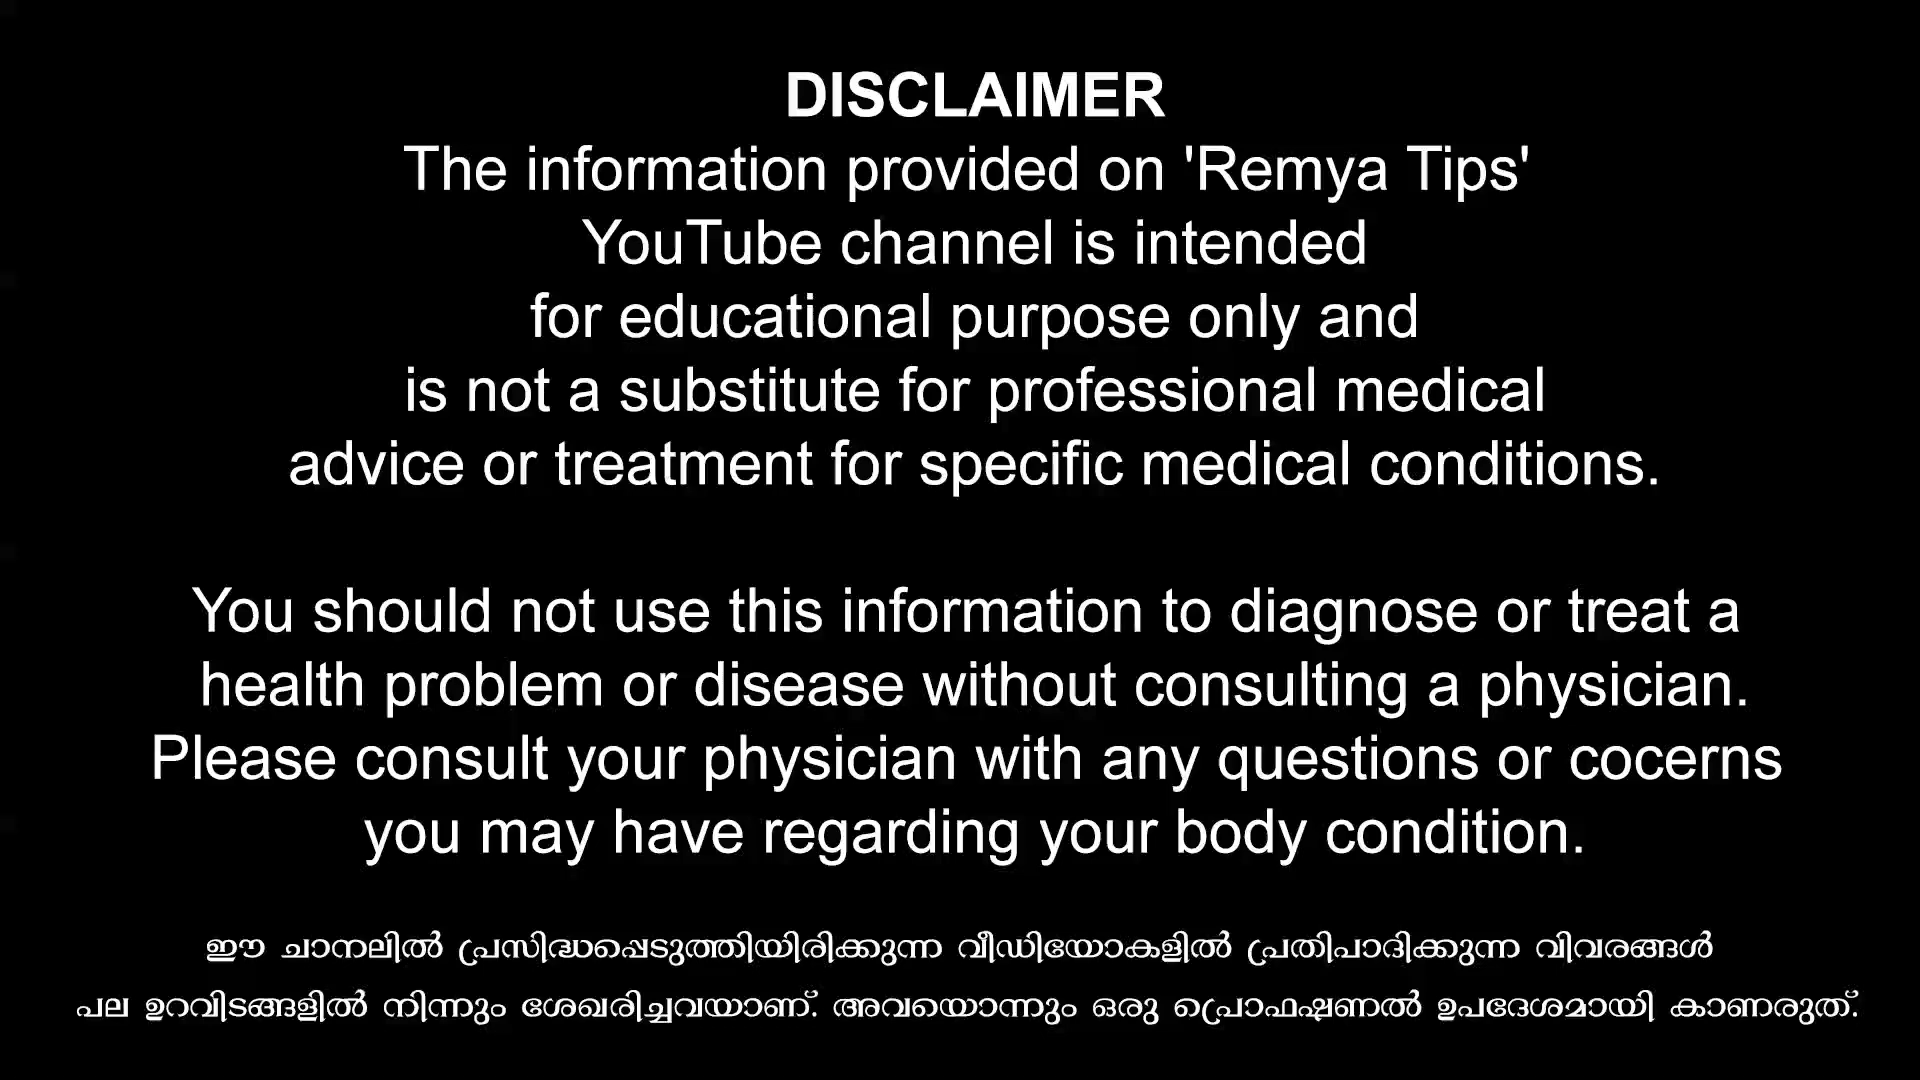 DISCLAIMER
The information provided on 'Remya Tips'
YouTube channel is intended
for educational purpose only and
is not a substitute for professional medical
advice or treatment for specific medical conditions.
You should not use this information to diagnose or treat a
health problem or disease without consulting a physician.
Please consult your physician with any questions or cocerns
you may have regarding your body condition.
ഈ ചാനലിൽ പ്രസിദ്ധപ്പെടുത്തിയിരിക്കുന്ന വീഡിയോകളിൽ പ്രതിപാദിക്കുന്ന വിവരങ്ങൾ
പല ഉറവിടങ്ങളിൽ നിന്നും ശേഖരിച്ചവയാണ്. അവയൊന്നും ഒരു പ്രൊഫഷണൽ ഉപദേശമായി കാണരുത്.